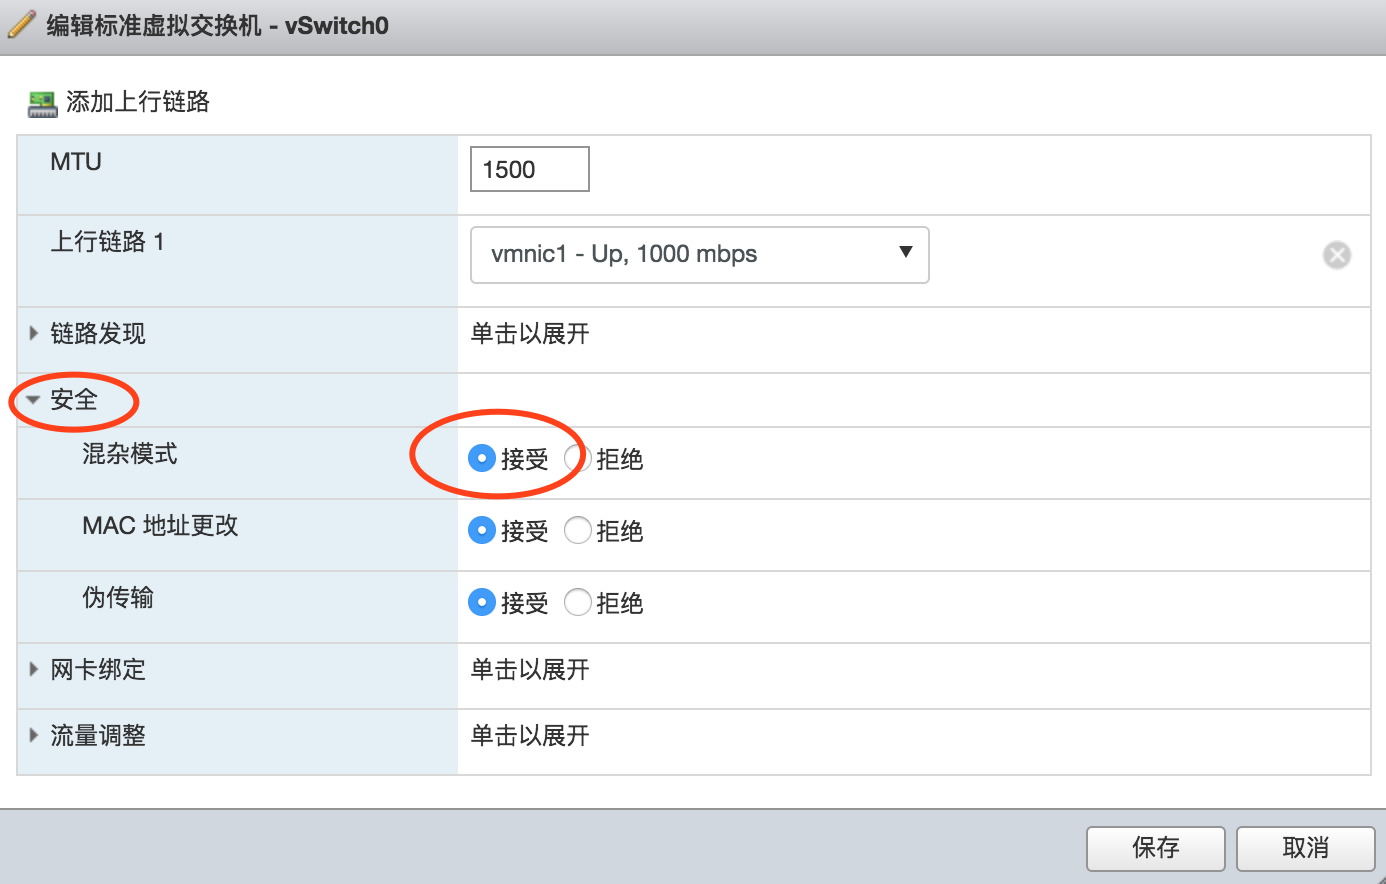 编辑标准虚拟交换机 - vSwitch0
添加上行链路
MTU 1500
上行链路 1 vmnic1 - Up, 1000 mbps
链路发现 单击以展开
安全
混杂模式 接受 拒绝
MAC 地址更改 接受 拒绝
伪传输 接受 拒绝
网卡绑定 单击以展开
流量调整 单击以展开
保存 取消